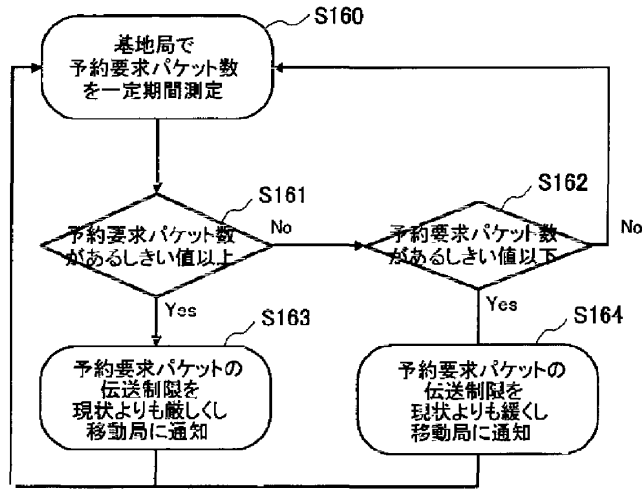 S160
基地局で
予約要求パケット数
を一定期間測定
S161
予約要求パケット数
があるしきい値以上
No
Yes
S162
予約要求パケット数
があるしきい値以下
No
Yes
S163
予約要求パケットの
伝送制限を
現状よりも厳しくし
移動局に通知
S164
予約要求パケットの
伝送制限を
現状よりも緩くし
移動局に通知